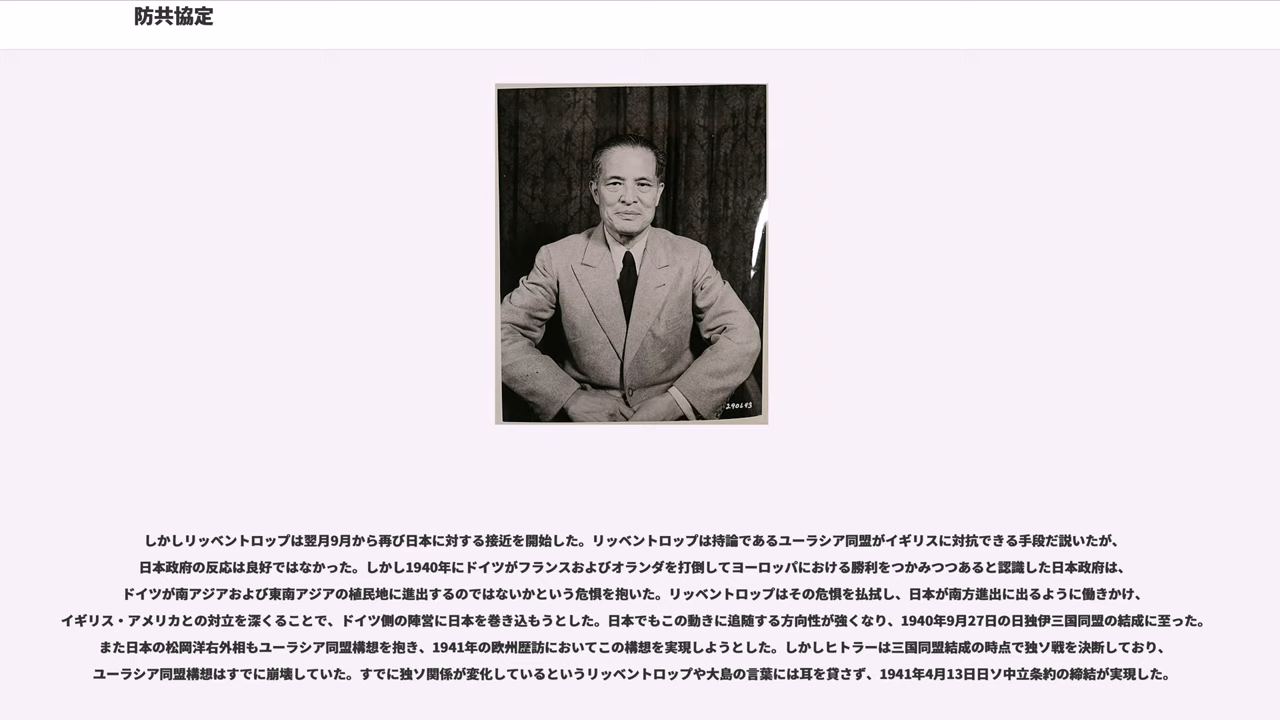 防共協定
290643
しかしリッベントロップは翌月9月から再び日本に対する接近を開始した。リッベントロップは持論であるユーラシア同盟がイギリスに対抗できる手段だ説いたが、
日本政府の反応は良好ではなかった。しかし1940年にドイツがフランスおよびオランダを打倒してヨーロッパにおける勝利をつかみつつあると認識した日本政府は、
ドイツが南アジアおよび東南アジアの植民地に進出するのではないかという危惧を抱いた。リッベントロップはその危惧を払拭し、日本が南方進出に出るように働きかけ、
イギリス・アメリカとの対立を深くることで、ドイツ側の陣営に日本を巻き込もうとした。日本でもこの動きに追随する方向性が強くなり、1940年9月27日の日独伊三国同盟の結成に至った。
また日本の松岡洋右外相もユーラシア同盟構想を抱き、1941年の欧州歴訪においてこの構想を実現しようとした。しかしヒトラーは三国同盟結成の時点で独ソ戦を決断しており、
ユーラシア同盟構想はすでに崩壊していた。すでに独ソ関係が変化しているというリッベントロップや大島の言葉には耳を貸さず、1941年4月13日日ソ中立条約の締結が実現した。